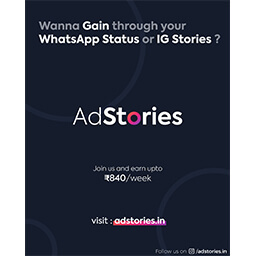 Wanna Gain through your
WhatsApp Status or IG Stories ?
AdStories
Join us and earn upto
₹840/week
visit : adstories.in
Follow us on /adstories.in